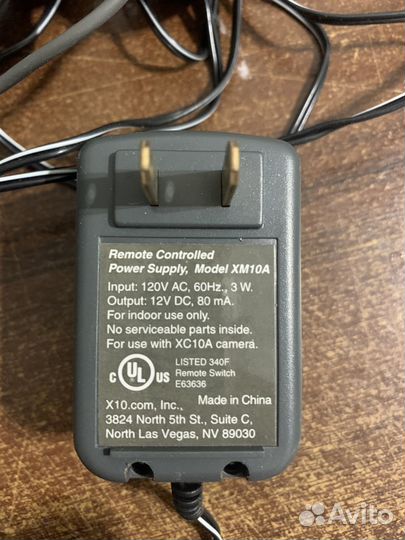 Remote Controlled
Power Supply, Model XM10A
Input: 120V AC, 60Hz., 3 W.
Output: 12V DC, 80 mA.
For indoor use only.
No serviceable parts inside.
For use with XC10A camera.
C UL US
LISTED 340F
Remote Switch
E63636
X10.com, Inc., Made in China
3824 North 5th St., Suite C,
North Las Vegas, NV 89030
Avito